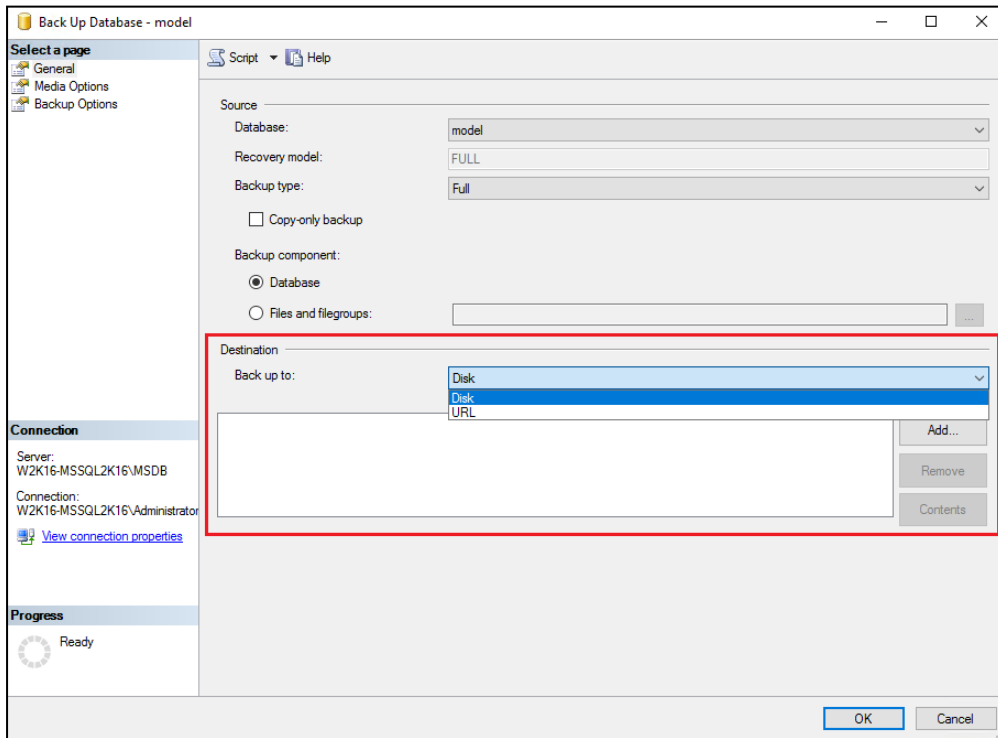 Back Up Database - model
Select a page
General
Media Options
Backup Options
Script
Help
Source
Database:
model
Recovery model:
FULL
Backup type:
Full
Copy-only backup
Backup component:
Database
Files and filegroups:
...
Destination
Back up to:
Disk
Disk
URL
Add...
Remove
Contents
Connection
Server:
W2K16-MSSQL2K16\MSDB
Connection:
W2K16-MSSQL2K16\Administrator
View connection properties
Progress
Ready
OK
Cancel